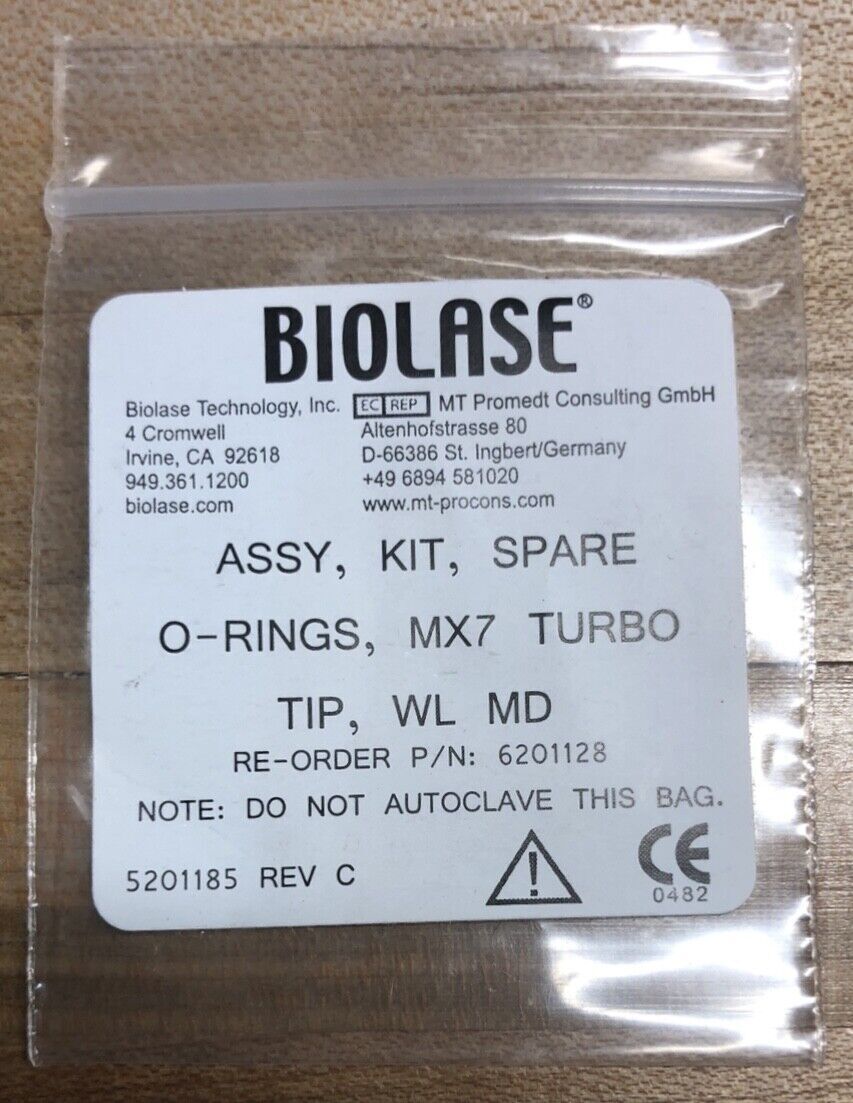 BIOLASE®
Biolase Technology, Inc.
4 Cromwell
Irvine, CA 92618
949.361.1200
biolase.com
EC REP MT Promedt Consulting GmbH
Altenhofstrasse 80
D-66386 St. Ingbert/Germany
+49 6894 581020
www.mt-procons.com
ASSY, KIT, SPARE
O-RINGS, MX7 TURBO
TIP, WL MD
RE-ORDER P/N: 6201128
NOTE: DO NOT AUTOCLAVE THIS BAG.
5201185 REV C
!
CE
0482